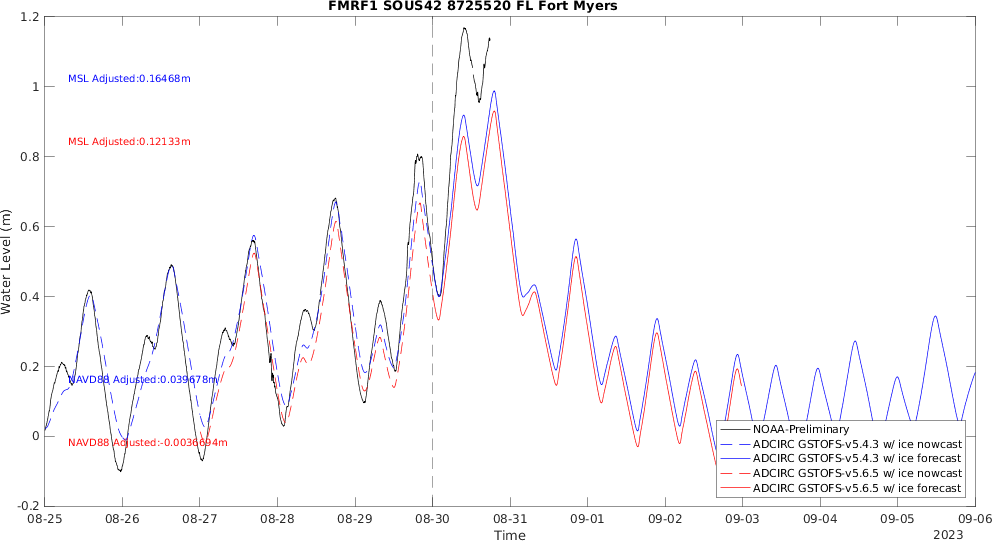 FMRF1 SOUS42 8725520 FL Fort Myers
1.2
MSL Adjusted:0.16468m
1
MSL Adjusted:0.12133m
0.8
0.6
Water Level (m)
0.4
0.2
NAVD88 Adjusted:0.039678m
0
NAVD88 Adjusted:-0.0036694m
NOAA-Preliminary
ADCIRC GSTOFS-v5.4.3 w/ ice nowcast
ADCIRC GSTOFS-v5.4.3 w/ ice forecast
ADCIRC GSTOFS-v5.6.5 w/ ice nowcast
ADCIRC GSTOFS-v5.6.5 w/ ice forecast
-0.2
08-25 08-26 08-27 08-28 08-29 08-30 08-31 09-01 09-02 09-03 09-04 09-05 09-06
Time
2023